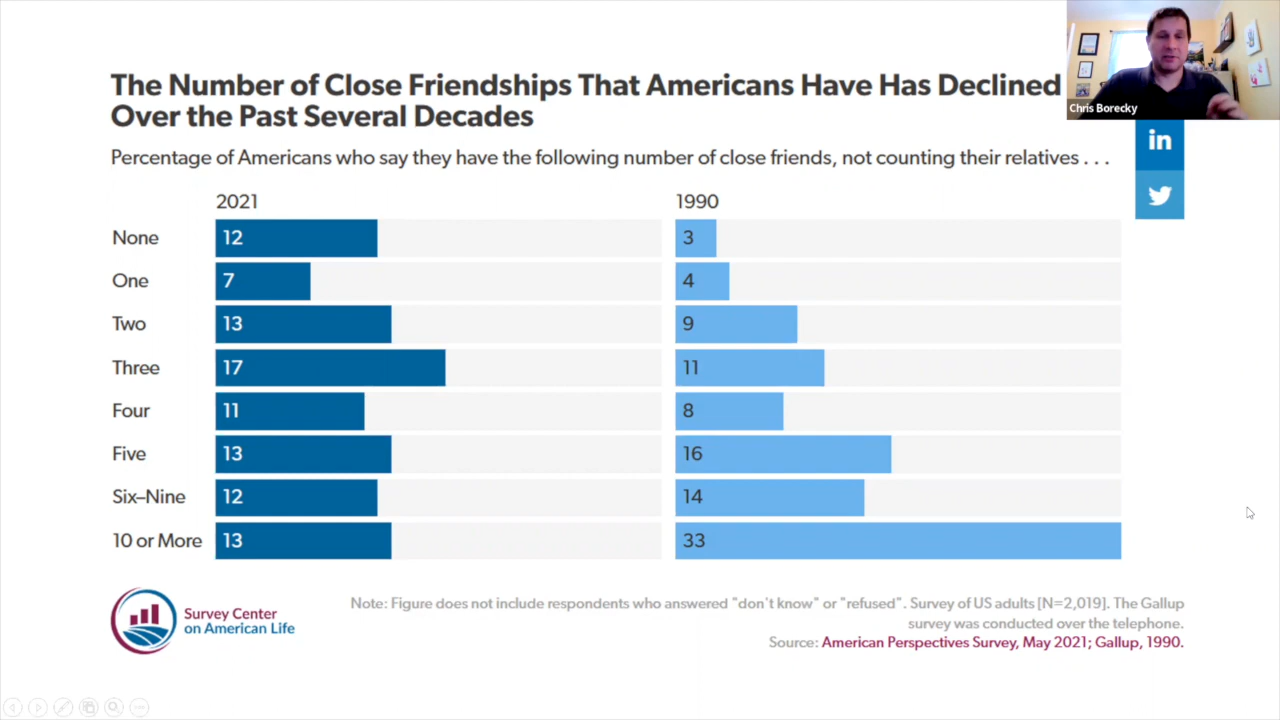 The Number of Close Friendships That Americans Have Has Declined
Over the Past Several Decades
Chris Borecky
Percentage of Americans who say they have the following number of close friends, not counting their relatives . . .
in
2021 1990
None 12 3
One 7 4
Two 13 9
Three 17 11
Four 11 8
Five 13 16
Six–Nine 12 14
10 or More 13 33
Survey Center
on American Life
Note: Figure does not include respondents who answered "don't know" or "refused". Survey of US adults [N=2,019]. The Gallup
survey was conducted over the telephone.
Source: American Perspectives Survey, May 2021; Gallup, 1990.